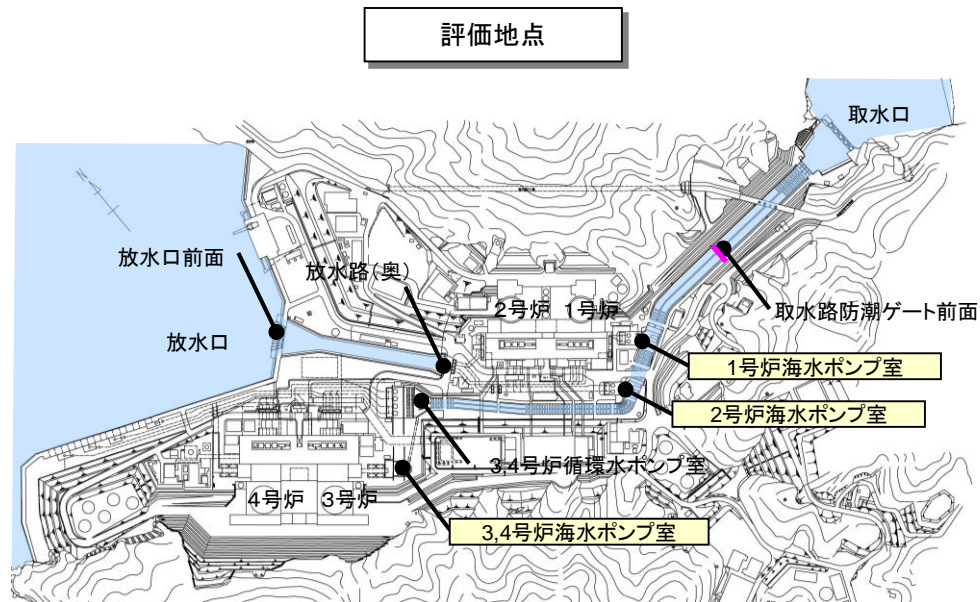 評価地点
取水口
N
放水口前面
放水路(奥)
2号炉 1号炉
取水路防潮ゲート前面
放水口
1号炉海水ポンプ室
2号炉海水ポンプ室
3,4号炉循環水ポンプ室
4号炉 3号炉
3,4号炉海水ポンプ室